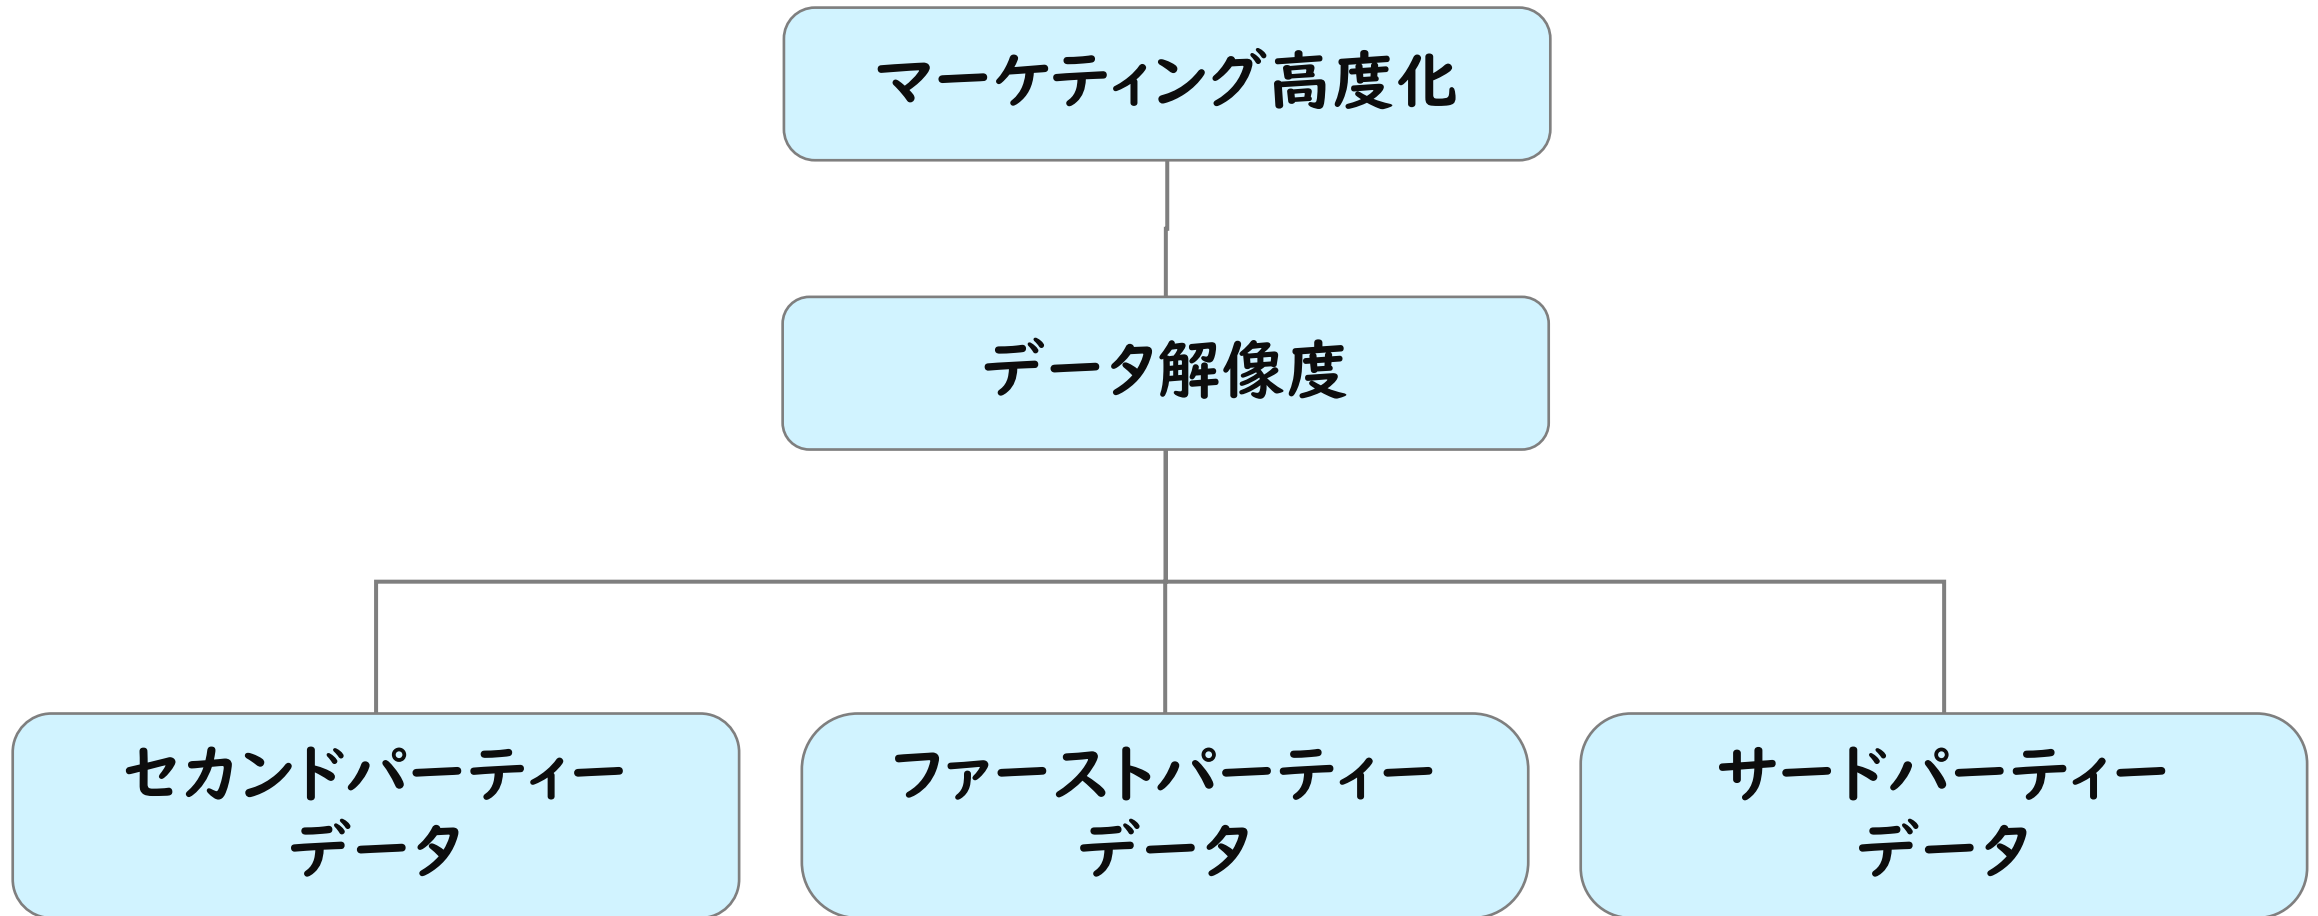 マーケティング高度化
データ解像度
セカンドパーティー
データ
ファーストパーティー
データ
サードパーティー
データ